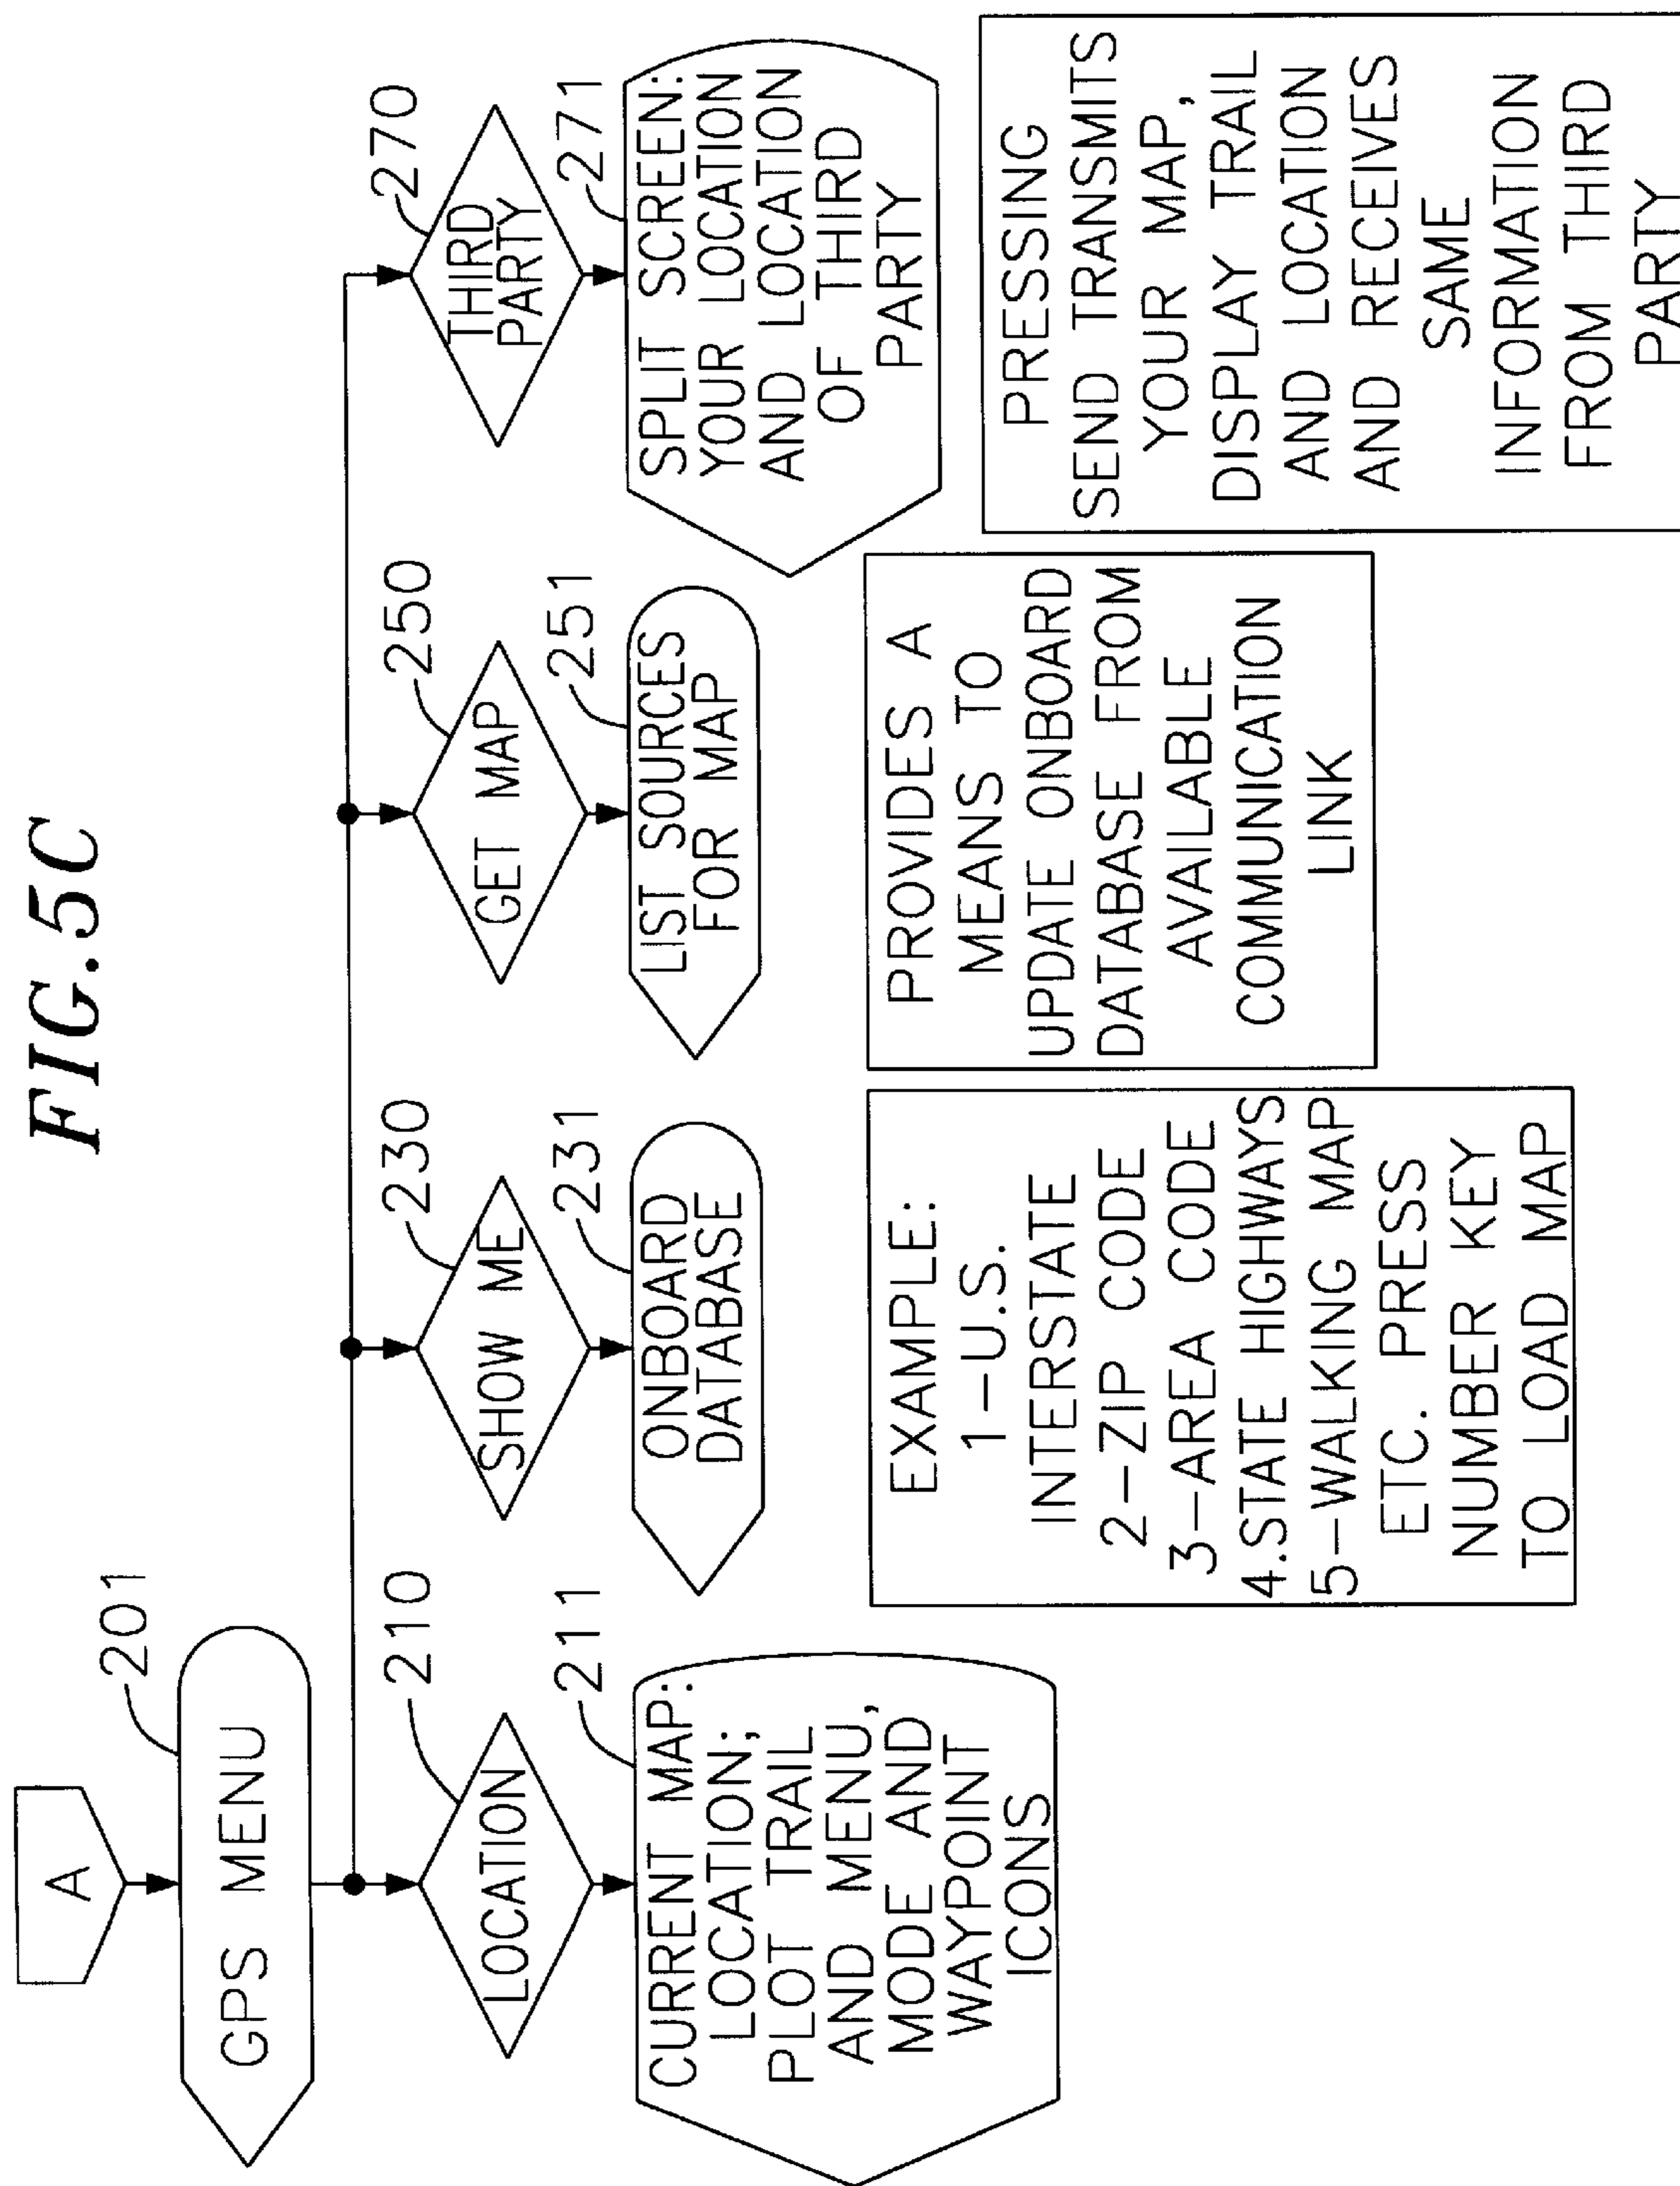 FIG.5C
A
201
GPS MENU
210
LOCATION
211
CURRENT MAP:
LOCATION;
PLOT TRAIL
AND MENU,
MODE AND
WAYPOINT
ICONS
230
SHOW ME
231
ONBOARD
DATABASE
EXAMPLE:
1-U.S.
INTERSTATE
2-ZIP CODE
3-AREA CODE
4.STATE HIGHWAYS
5-WALKING MAP
ETC. PRESS
NUMBER KEY
TO LOAD MAP
250
GET MAP
251
LIST SOURCES
FOR MAP
PROVIDES A
MEANS TO
UPDATE ONBOARD
DATABASE FROM
AVAILABLE
COMMUNICATION
LINK
270
THIRD
PARTY
271
SPLIT SCREEN:
YOUR LOCATION
AND LOCATION
OF THIRD
PARTY
PRESSING
SEND TRANSMITS
YOUR MAP,
DISPLAY TRAIL
AND LOCATION
AND RECEIVES
SAME
INFORMATION
FROM THIRD
PARTY